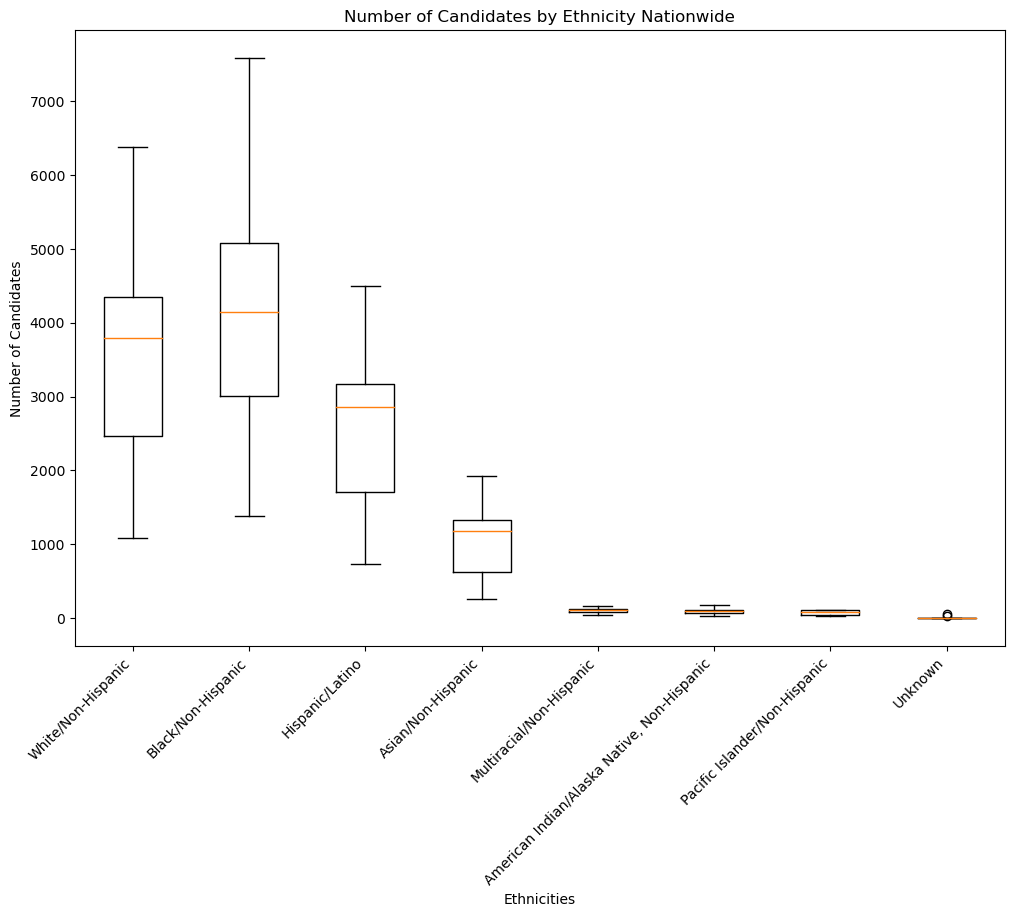 Number of Candidates by Ethnicity Nationwide
Number of Candidates
7000
6000
5000
4000
3000
2000
1000
0
White/Non-Hispanic
Black/Non-Hispanic
Hispanic/Latino
Asian/Non-Hispanic
Multiracial/Non-Hispanic
American Indian/Alaska Native, Non-Hispanic
Pacific Islander/Non-Hispanic
Unknown
Ethnicities